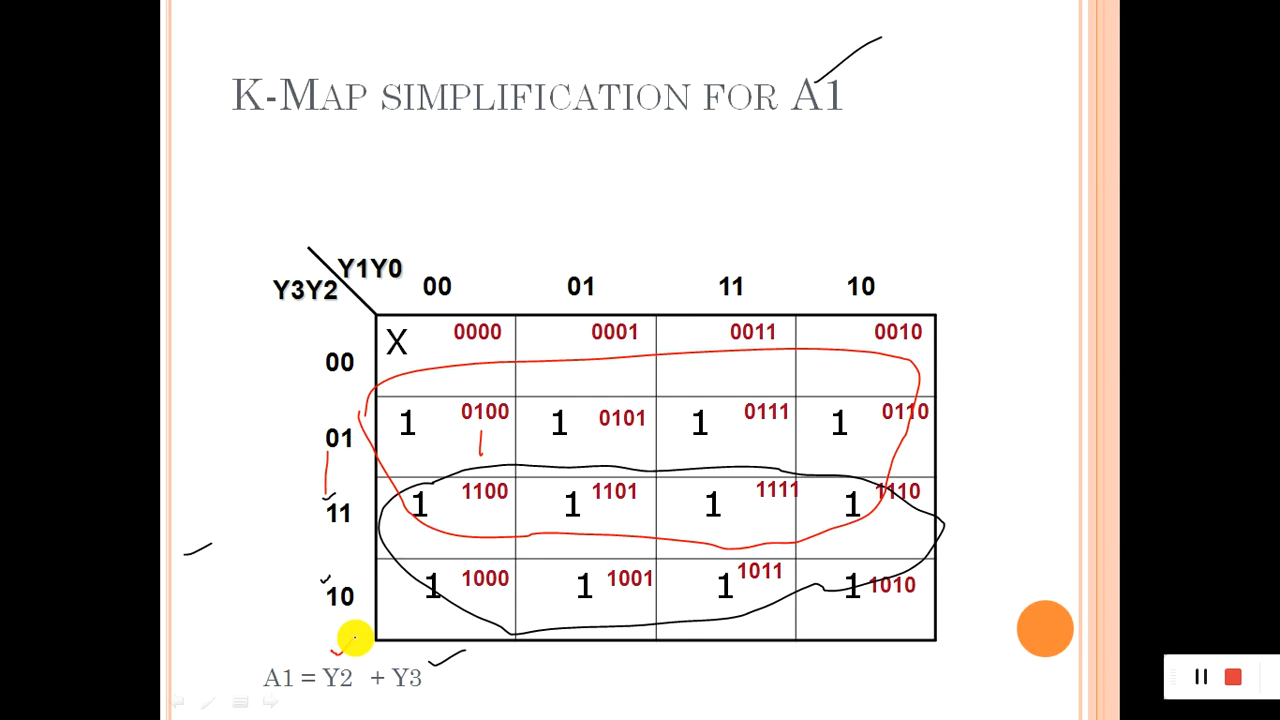 K-MAP SIMPLIFICATION FOR A1
Y1Y0
Y3Y2 00 01 11 10
00 X 0000 0001 0011 0010
01 1 0100 1 0101 1 0111 1 0110
11 1 1100 1 1101 1 1111 1 1110
10 1 1000 1 1001 1 1011 1 1010
A1 = Y2 + Y3